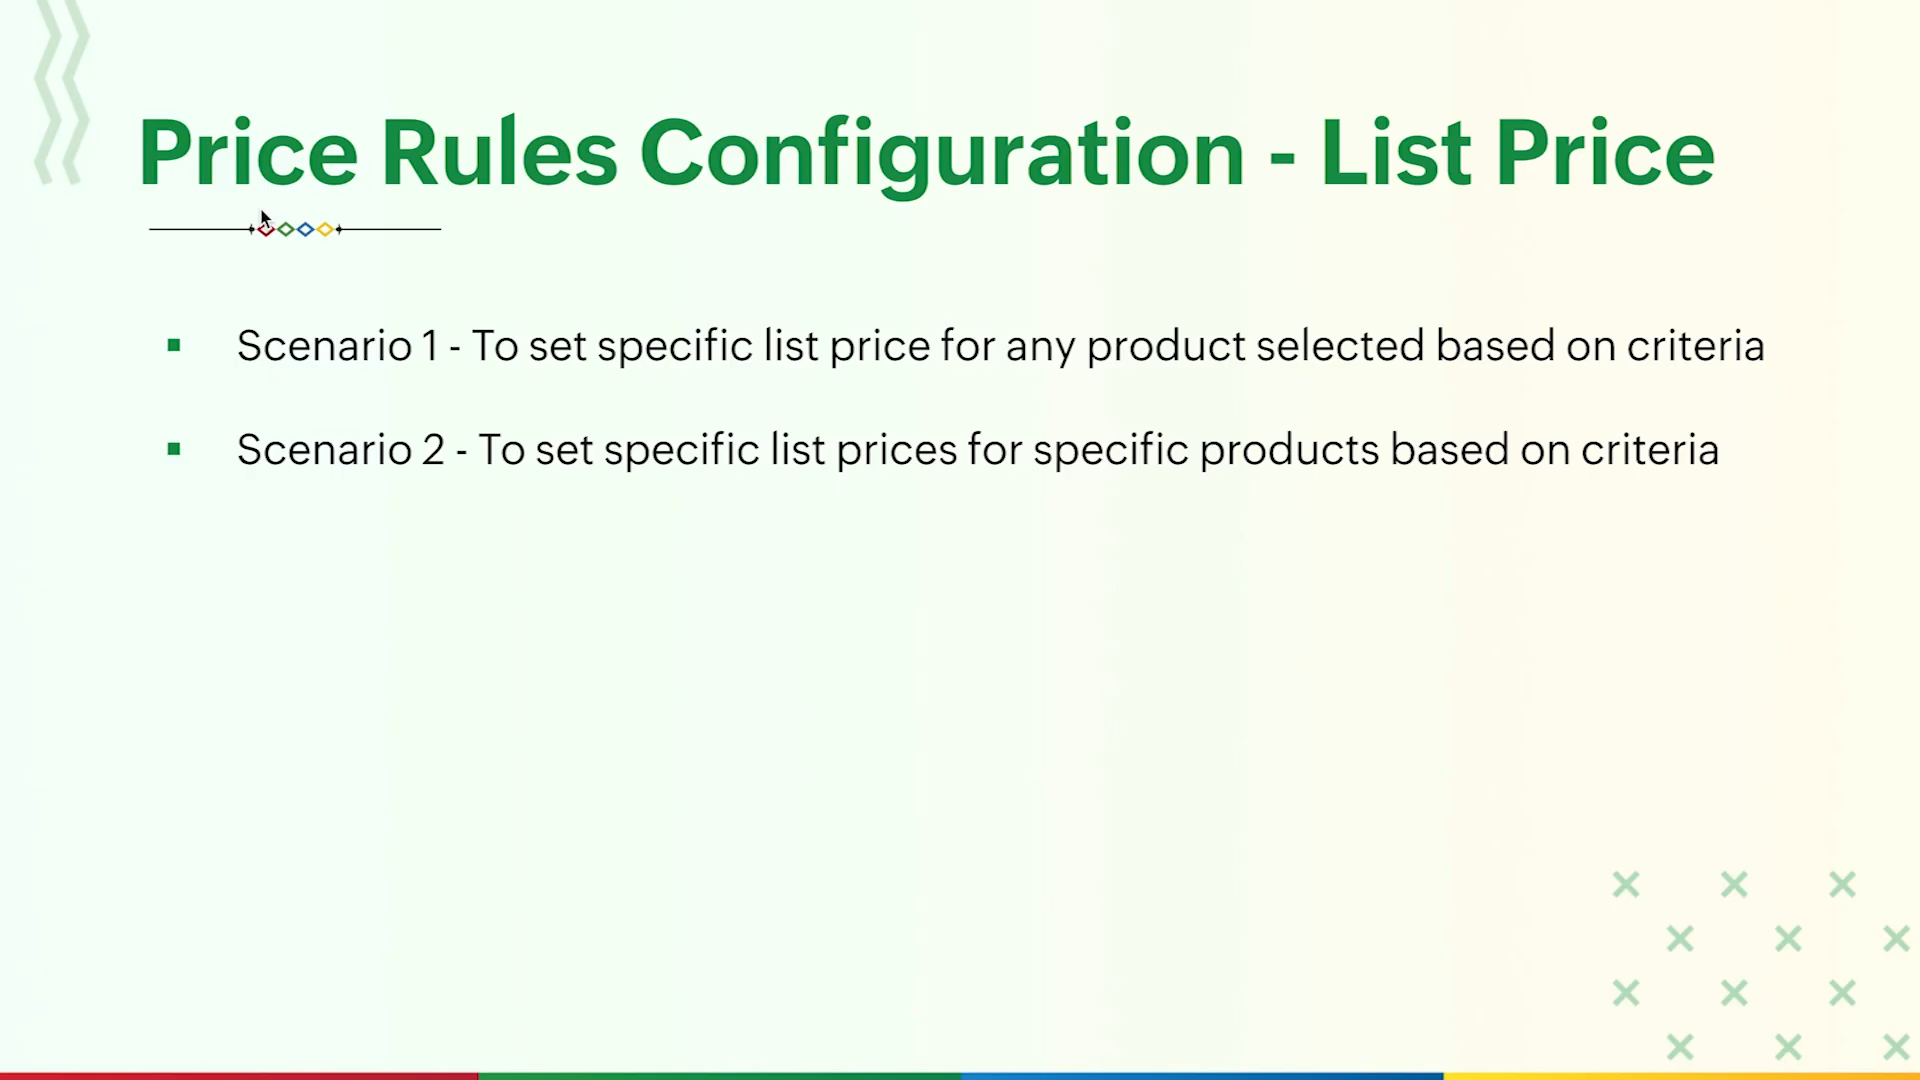 Price Rules Configuration - List Price
Scenario 1 - To set specific list price for any product selected based on criteria
Scenario 2 - To set specific list prices for specific products based on criteria